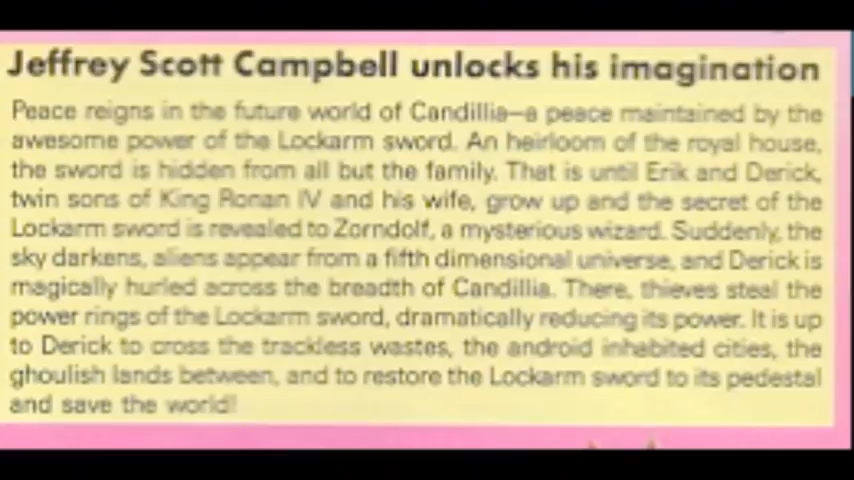 Jeffrey Scott Campbell unlocks his imagination
Peace reigns in the future world of Candillia—a peace maintained by the
awesome power of the Lockarm sword. An heirloom of the royal house,
the sword is hidden from all but the family. That is until Erik and Derick,
twin sons of King Ronan IV and his wife, grow up and the secret of the
Lockarm sword is revealed to Zorndolf, a mysterious wizard. Suddenly, the
sky darkens, aliens appear from a fifth dimensional universe, and Derick is
magically hurled across the breadth of Candillia. There, thieves steal the
power rings of the Lockarm sword, dramatically reducing its power. It is up
to Derick to cross the trackless wastes, the android inhabited cities, the
ghoulish lands between, and to restore the Lockarm sword to its pedestal
and save the world!